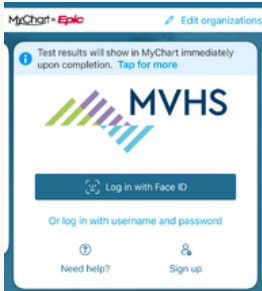 MyChart by Epic Edit organizations
Test results will show in MyChart immediately
upon completion. Tap for more
MVHS
Log in with Face ID
Or log in with username and password
Need help? Sign up